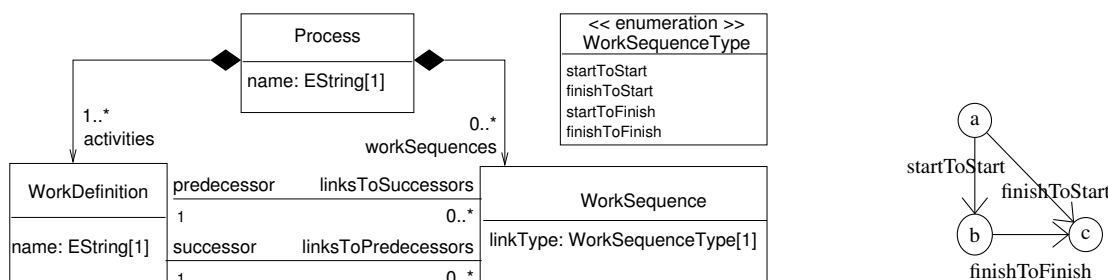 Process
name: EString[1]
<< enumeration >>
WorkSequenceType
startToStart
finishToStart
startToFinish
finishToFinish
1..*
activities
0..*
workSequences
WorkDefinition
name: EString[1]
predecessor
linksToSuccessors
1
0..*
successor
linksToPredecessors
1
0..*
WorkSequence
linkType: WorkSequenceType[1]
a
startToStart
finishToStart
b
c
finishToFinish